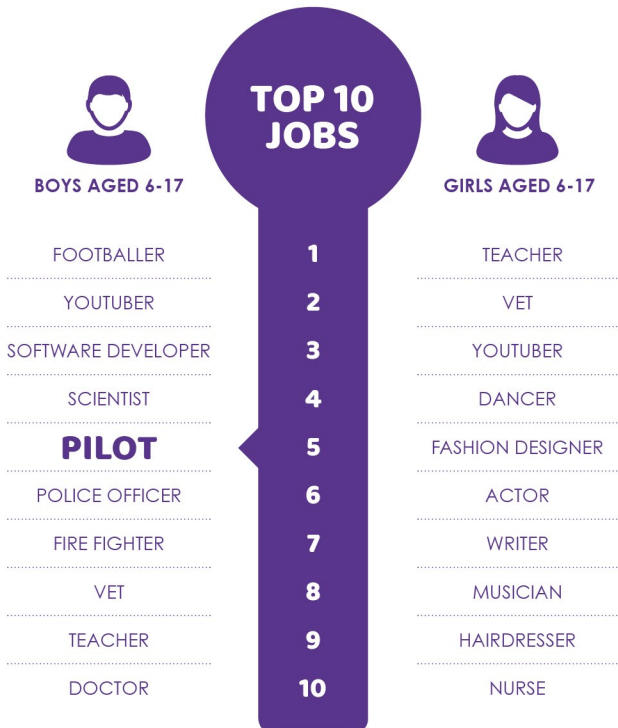 TOP 10
JOBS
BOYS AGED 6-17
GIRLS AGED 6-17
FOOTBALLER 1 TEACHER
YOUTUBER 2 VET
SOFTWARE DEVELOPER 3 YOUTUBER
SCIENTIST 4 DANCER
PILOT 5 FASHION DESIGNER
POLICE OFFICER 6 ACTOR
FIRE FIGHTER 7 WRITER
VET 8 MUSICIAN
TEACHER 9 HAIRDRESSER
DOCTOR 10 NURSE